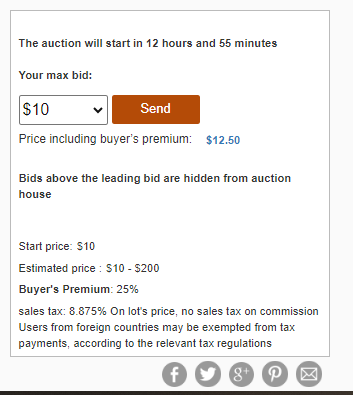 The auction will start in 12 hours and 55 minutes
Your max bid:
$10
Send
Price including buyer's premium: $12.50
Bids above the leading bid are hidden from auction
house
Start price: $10
Estimated price : $10 - $200
Buyer's Premium: 25%
sales tax: 8.875% On lot's price, no sales tax on commission
Users from foreign countries may be exempted from tax
payments, according to the relevant tax regulations
f
g+